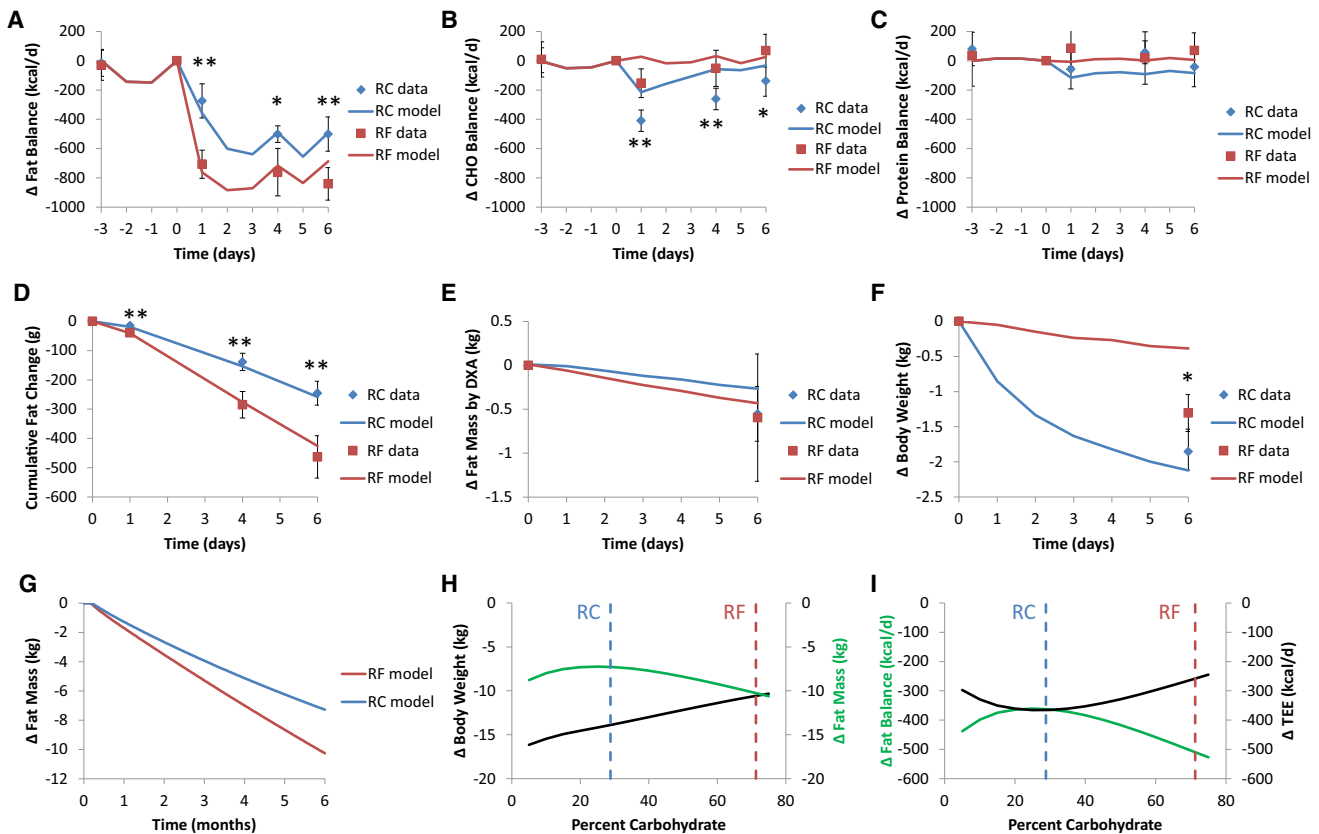 A
Δ Fat Balance (kcal/d)
200
0
-200
-400
-600
-800
-1000
-3 -2 -1 0 1 2 3 4 5 6
Time (days)
** * **
RC data
RC model
RF data
RF model
B
Δ CHO Balance (kcal/d)
200
0
-200
-400
-600
-800
-1000
-3 -2 -1 0 1 2 3 4 5 6
Time (days)
** ** *
RC data
RC model
RF data
RF model
C
Δ Protein Balance (kcal/d)
200
0
-200
-400
-600
-800
-1000
-3 -2 -1 0 1 2 3 4 5 6
Time (days)
RC data
RC model
RF data
RF model
D
Cumulative Fat Change (g)
0
-100
-200
-300
-400
-500
-600
0 1 2 3 4 5 6
Time (days)
** ** **
RC data
RC model
RF data
RF model
E
Δ Fat Mass by DXA (kg)
0.5
0
-0.5
-1
-1.5
0 1 2 3 4 5 6
Time (days)
RC data
RC model
RF data
RF model
F
Δ Body Weight (kg)
0
-0.5
-1
-1.5
-2
-2.5
0 1 2 3 4 5 6
Time (days)
*
RC data
RC model
RF data
RF model
G
Δ Fat Mass (kg)
0
-2
-4
-6
-8
-10
-12
0 1 2 3 4 5 6
Time (months)
RF model
RC model
H
Δ Body Weight (kg)
0
-5
-10
-15
-20
RC RF
0
-5
-10
-15
-20
Δ Fat Mass (kg)
0 20 40 60 80
Percent Carbohydrate
I
Δ Fat Balance (kcal/d)
0
-100
-200
-300
-400
-500
-600
RC RF
0
-100
-200
-300
-400
-500
-600
Δ TEE (kcal/d)
0 20 40 60 80
Percent Carbohydrate